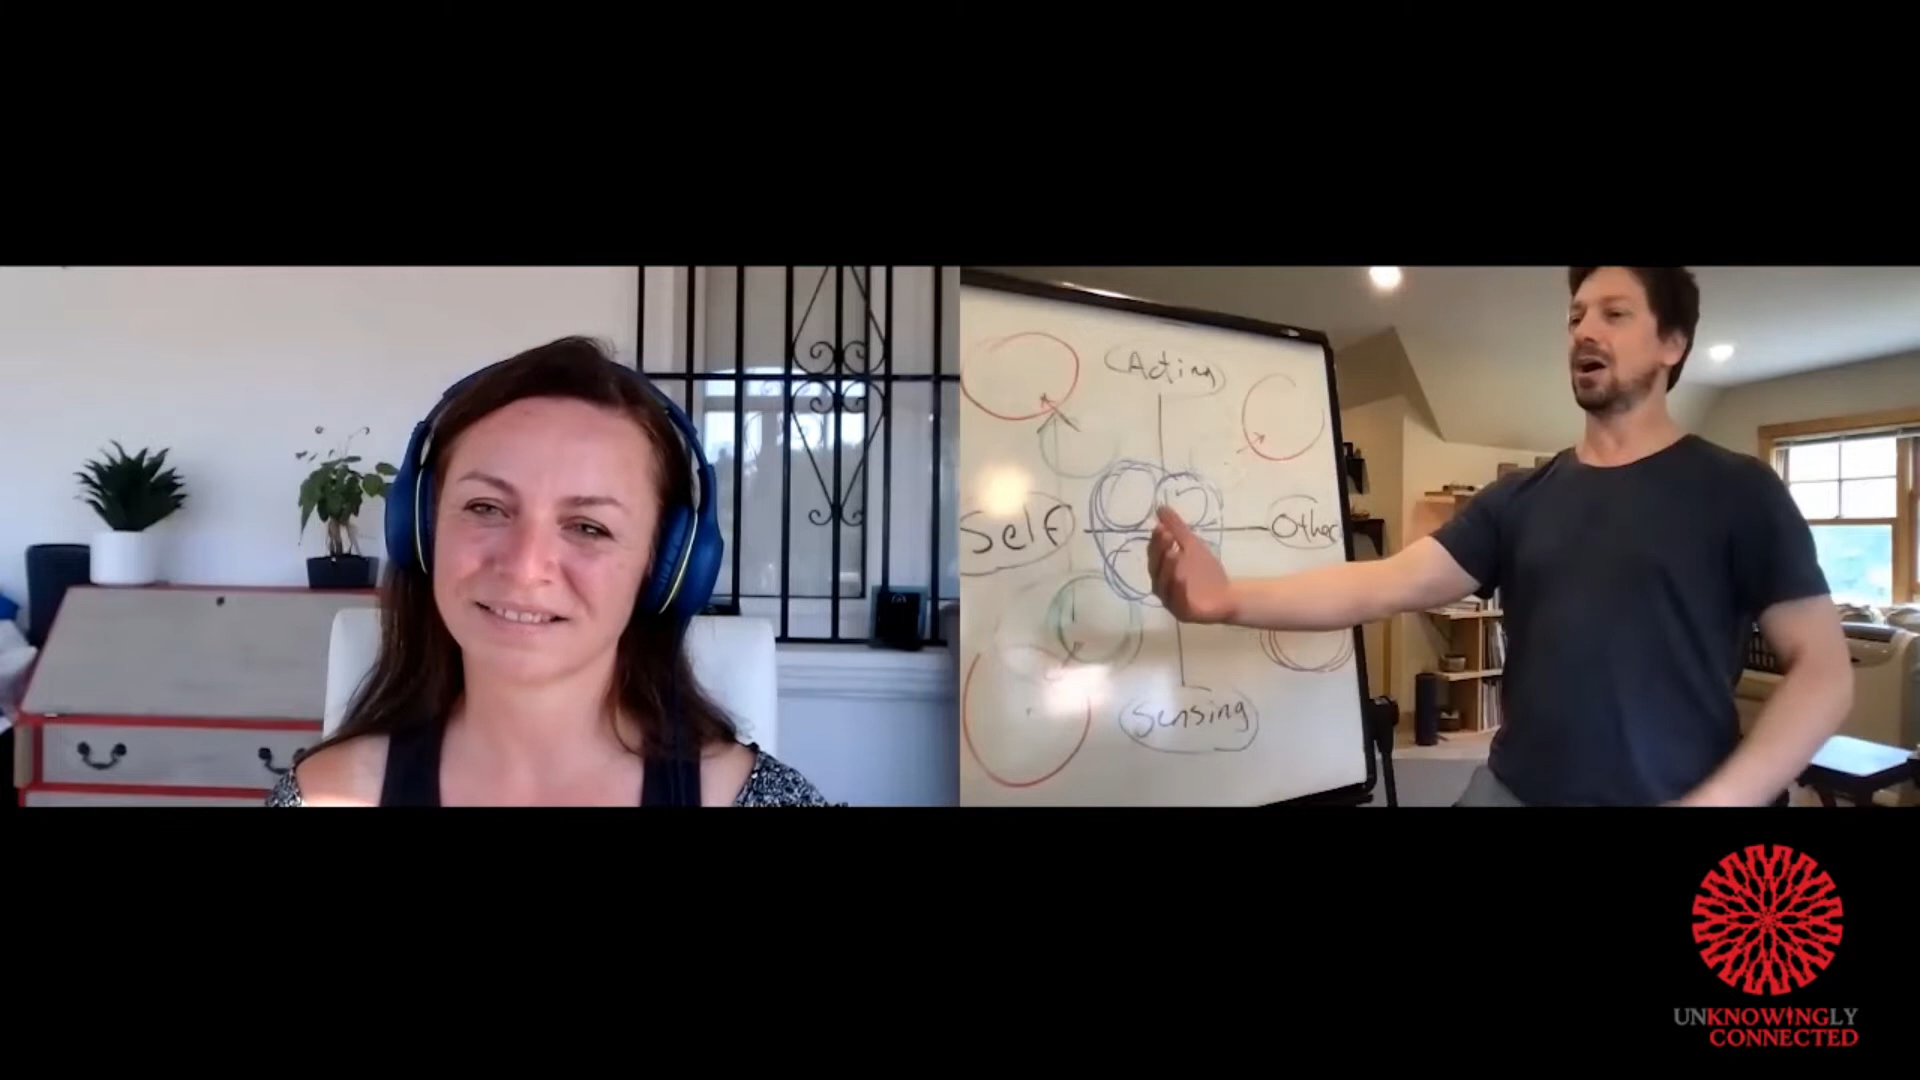 Acting
Self
Other
Sensing
UNKNOWINGLY
CONNECTED